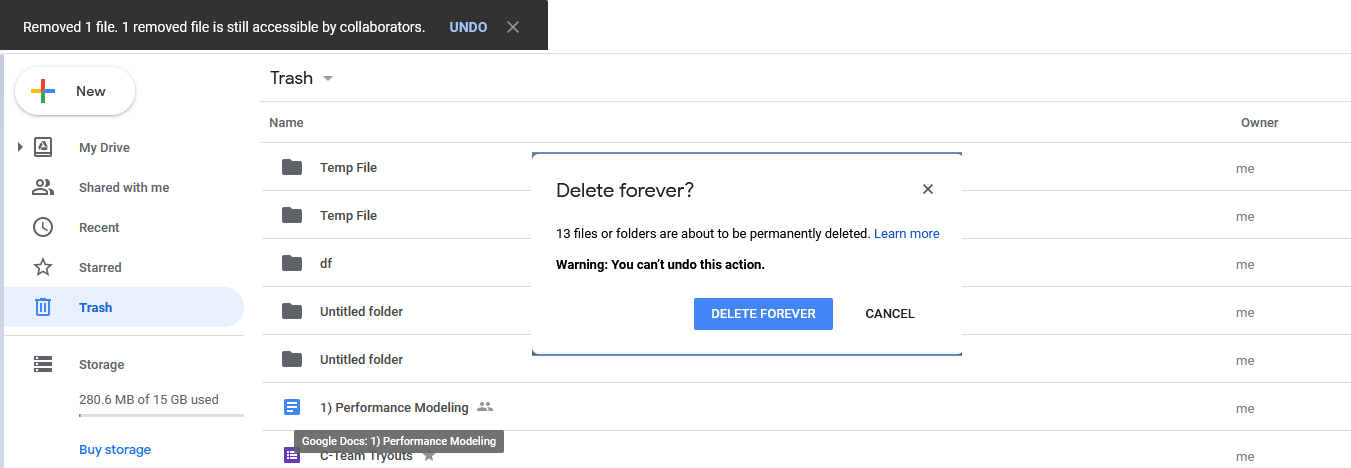 Removed 1 file. 1 removed file is still accessible by collaborators. UNDO
New
Trash
Name Owner
My Drive
Shared with me
Recent
Starred
Trash
Storage
280.6 MB of 15 GB used
Buy storage
Temp File me
Temp File me
df me
Untitled folder me
Untitled folder me
1) Performance Modeling me
Google Docs: 1) Performance Modeling
C-Team Tryouts me
Delete forever?
13 files or folders are about to be permanently deleted. Learn more
Warning: You can't undo this action.
DELETE FOREVER CANCEL